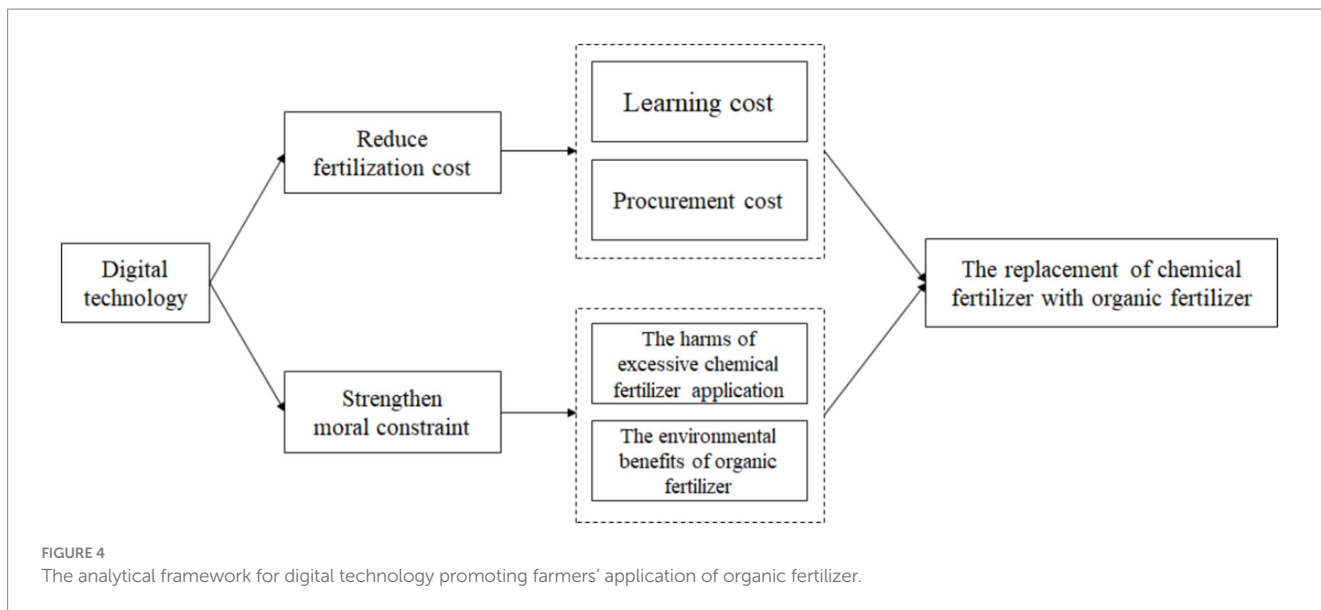 Digital
technology
Reduce
fertilization cost
Strengthen
moral constraint
Learning cost
Procurement cost
The harms of
excessive chemical
fertilizer application
The environmental
benefits of organic
fertilizer
The replacement of chemical
fertilizer with organic fertilizer
FIGURE 4
The analytical framework for digital technology promoting farmers’ application of organic fertilizer.